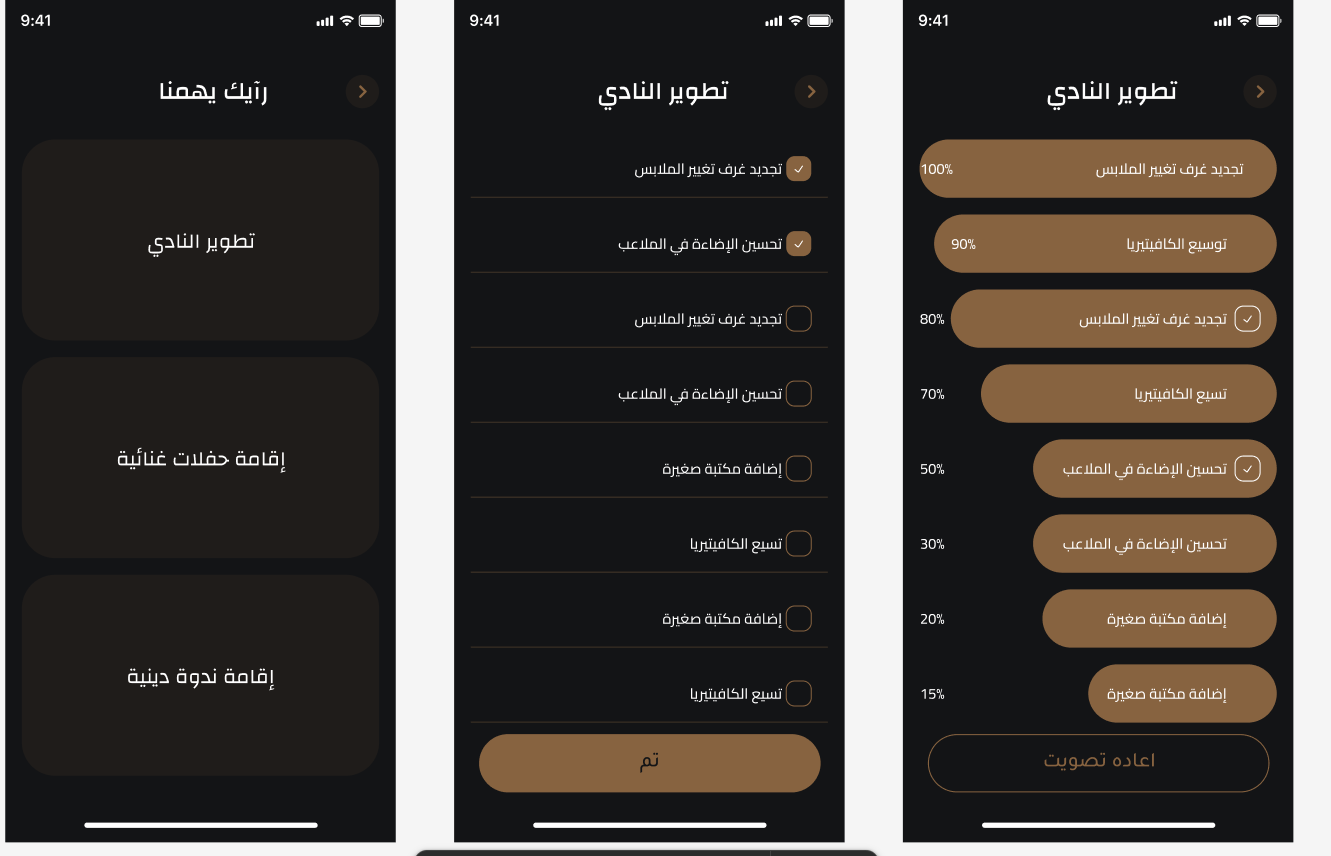 9:41
رآيك يهمنا
تطوير النادي
إقامة حفلات غنائية
إقامة ندوة دينية
9:41
تطوير النادي
تجديد غرف تغيير الملابس
تحسين الإضاءة في الملاعب
تجديد غرف تغيير الملابس
تحسين الإضاءة في الملاعب
إضافة مكتبة صغيرة
تسيع الكافيتيريا
إضافة مكتبة صغيرة
تسيع الكافيتيريا
تم
9:41
تطوير النادي
تجديد غرف تغيير الملابس 100%
توسيع الكافيتيريا 90%
تجديد غرف تغيير الملابس 80%
تسيع الكافيتيريا 70%
تحسين الإضاءة في الملاعب 50%
تحسين الإضاءة في الملاعب 30%
إضافة مكتبة صغيرة 20%
إضافة مكتبة صغيرة 15%
اعاده تصويت